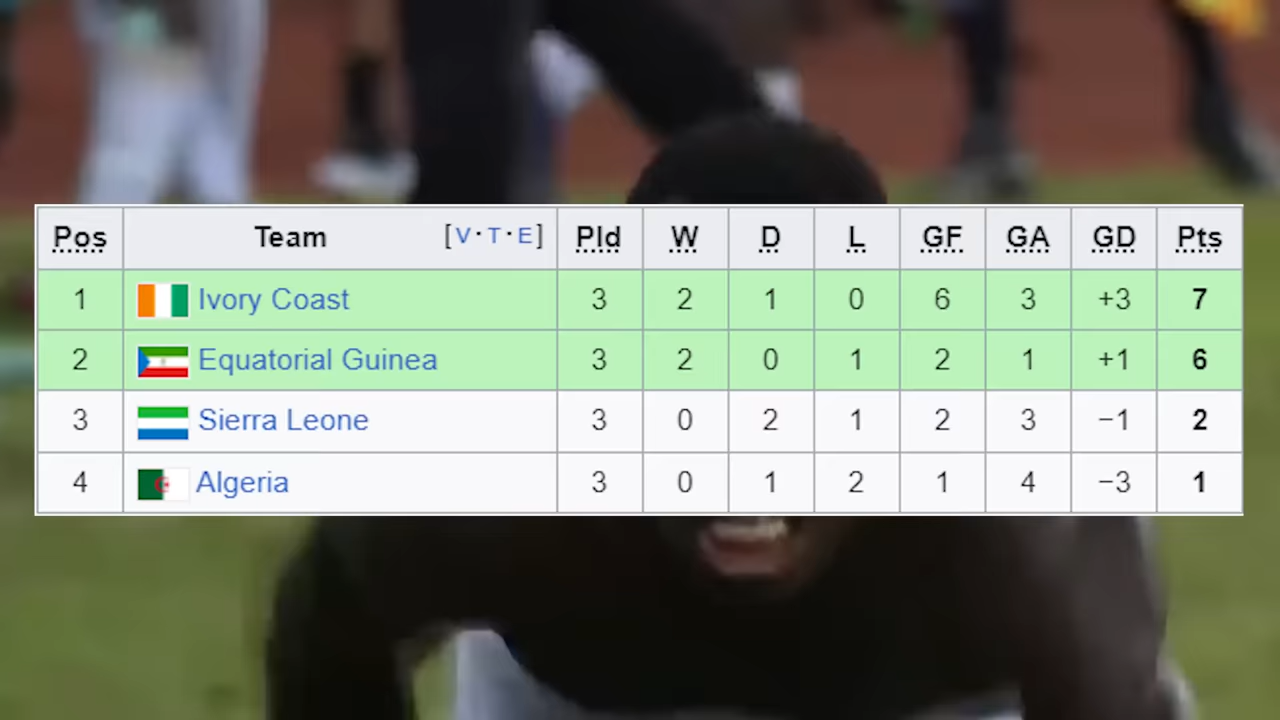 Pos Team [V·T·E] Pld W D L GF GA GD Pts
1 Ivory Coast 3 2 1 0 6 3 +3 7
2 Equatorial Guinea 3 2 0 1 2 1 +1 6
3 Sierra Leone 3 0 2 1 2 3 −1 2
4 Algeria 3 0 1 2 1 4 −3 1